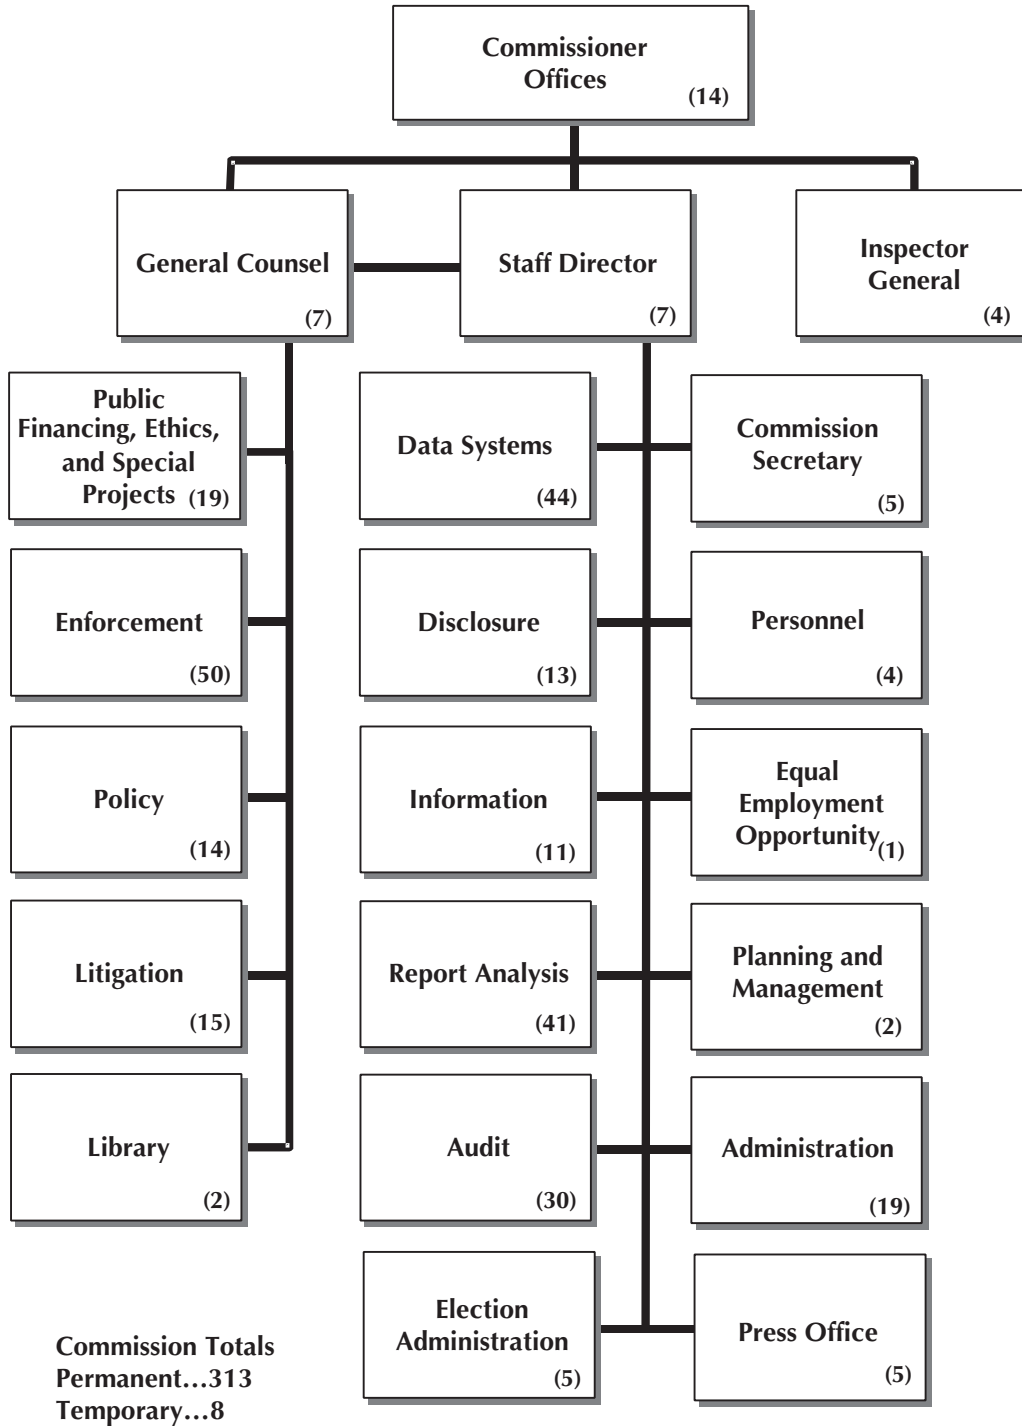 Commissioner
Offices
(14)
General Counsel
(7)
Staff Director
(7)
Inspector
General
(4)
Public
Financing, Ethics,
and Special
Projects (19)
Enforcement
(50)
Policy
(14)
Litigation
(15)
Library
(2)
Data Systems
(44)
Commission
Secretary
(5)
Disclosure
(13)
Personnel
(4)
Information
(11)
Equal
Employment
Opportunity (1)
Report Analysis
(41)
Planning and
Management
(2)
Audit
(30)
Administration
(19)
Election
Administration
(5)
Press Office
(5)
Commission Totals
Permanent...313
Temporary...8